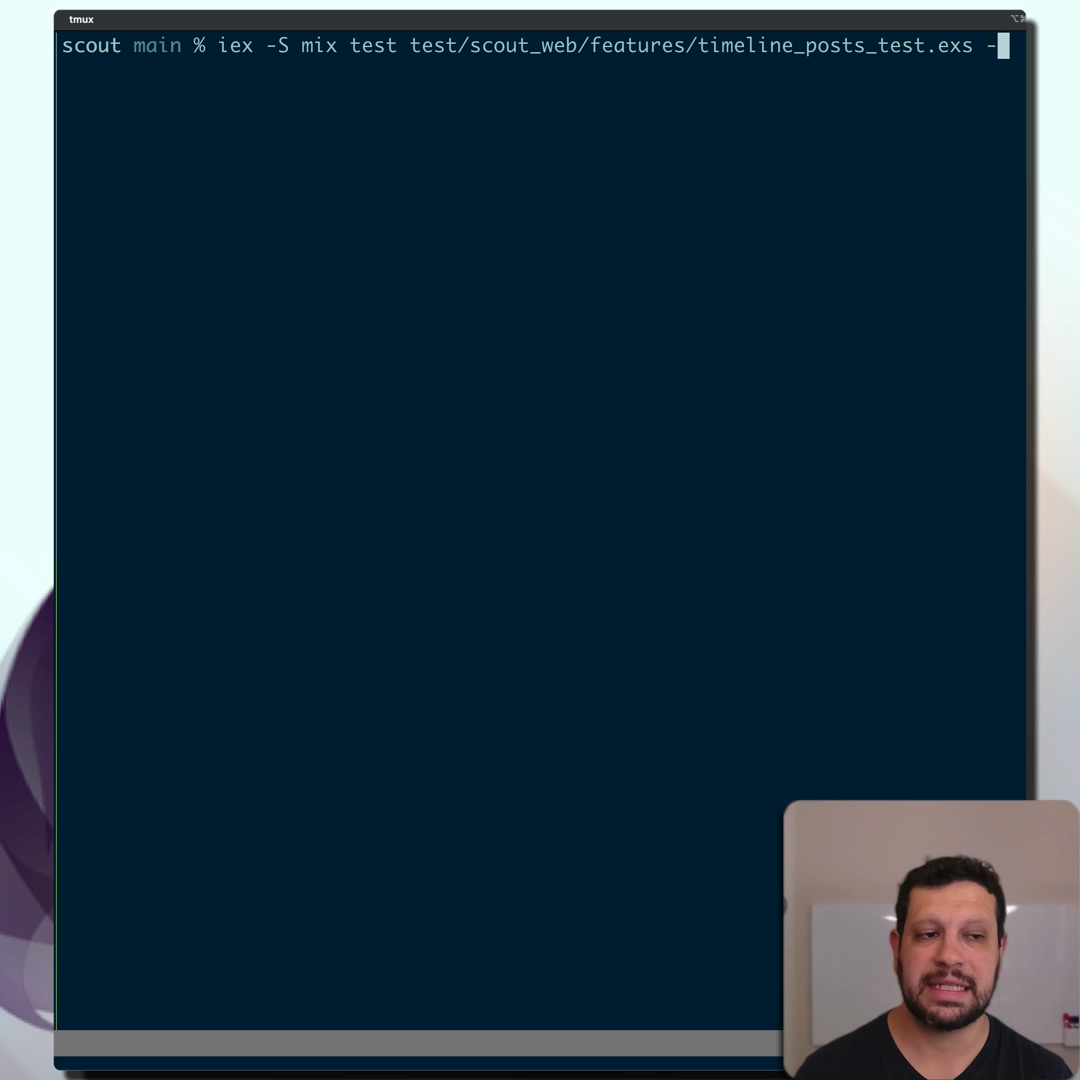 tmux
⌥⌘
scout main % iex -S mix test test/scout_web/features/timeline_posts_test.exs -